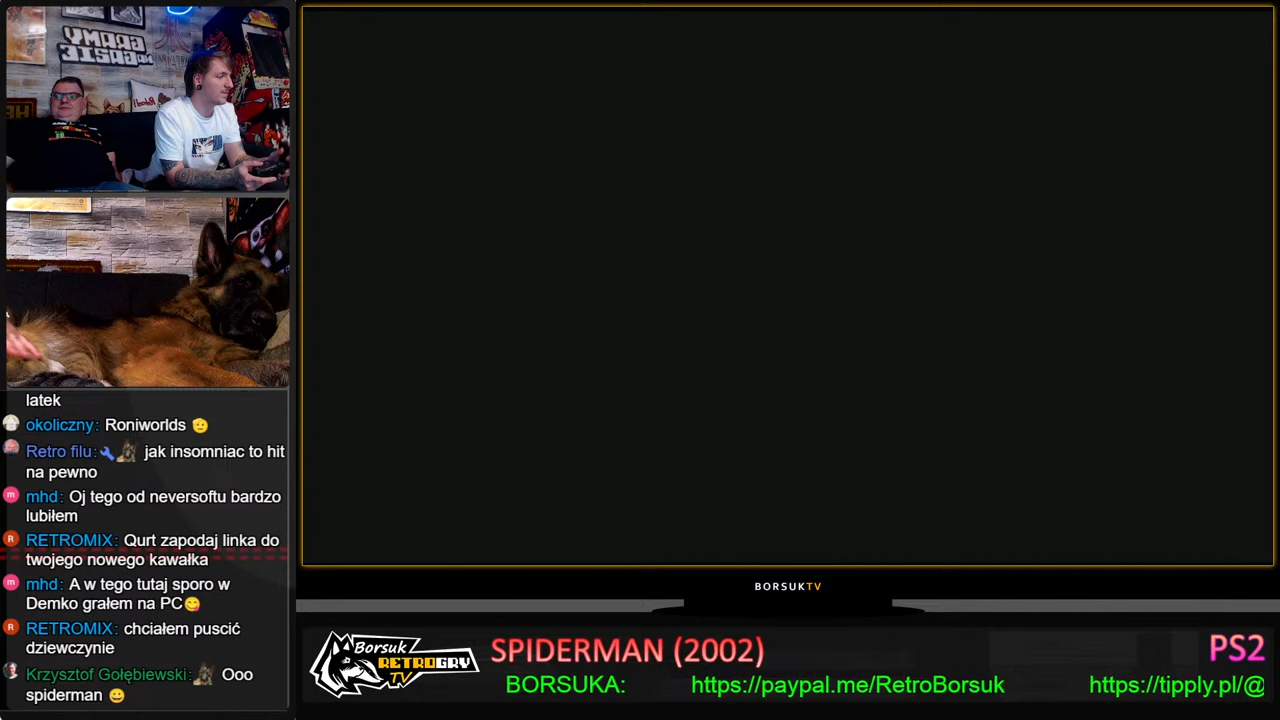 GRAMY
NA GAZIE
latek
okoliczny: Roniworlds 🫡
Retro filu: jak insomniac to hit
na pewno
mhd: Oj tego od neversoftu bardzo
lubiłem
RETROMIX: Qurt zapodaj linka do
twojego nowego kawałka
mhd: A w tego tutaj sporo w
Demko grałem na PC😋
RETROMIX: chciałem puscić
dziewczynie
Krzysztof Gołębiewski: Ooo
spiderman 😀
BORSUKTV
Borsuk
RETROGRY
TV
SPIDERMAN (2002)
PS2
BORSUKA: https://paypal.me/RetroBorsuk https://tipply.pl/@